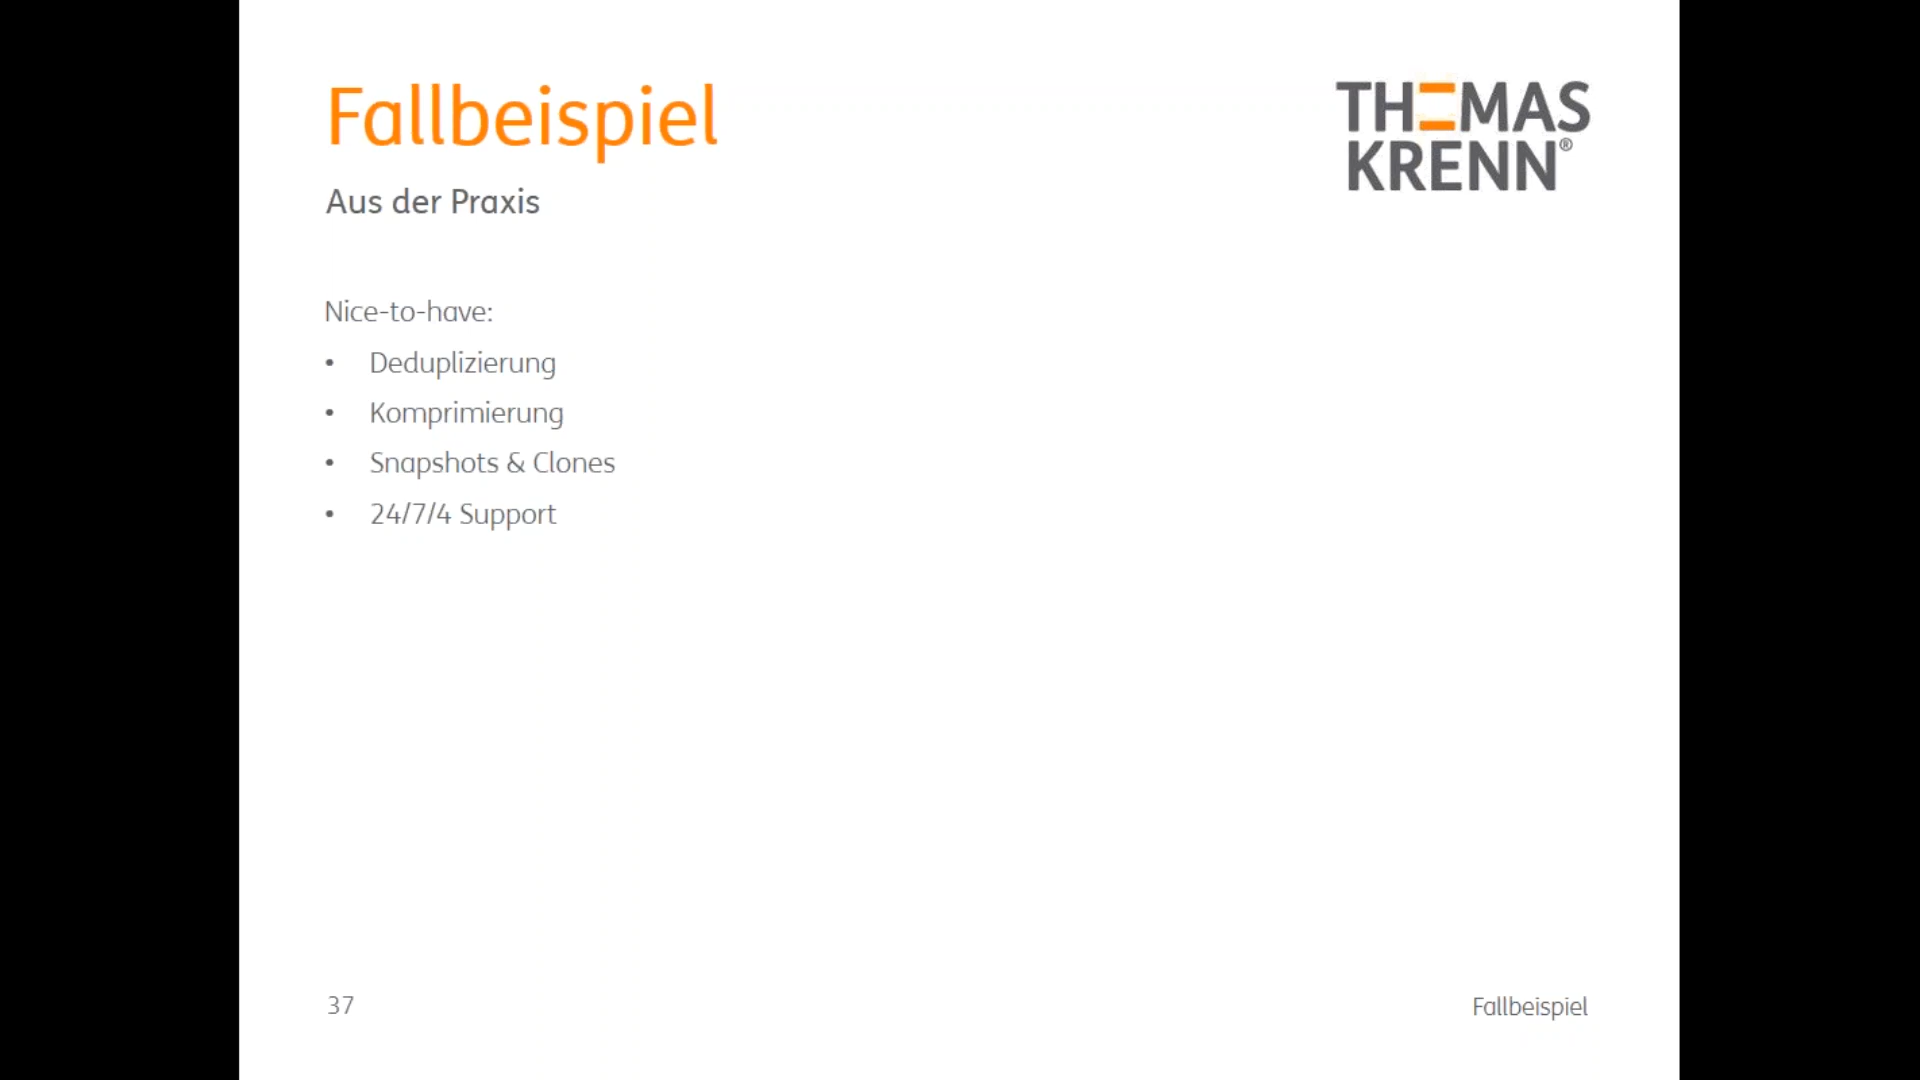 Fallbeispiel
THOMAS
KRENN®
Aus der Praxis
Nice-to-have:
• Deduplizierung
• Komprimierung
• Snapshots & Clones
• 24/7/4 Support
37
Fallbeispiel